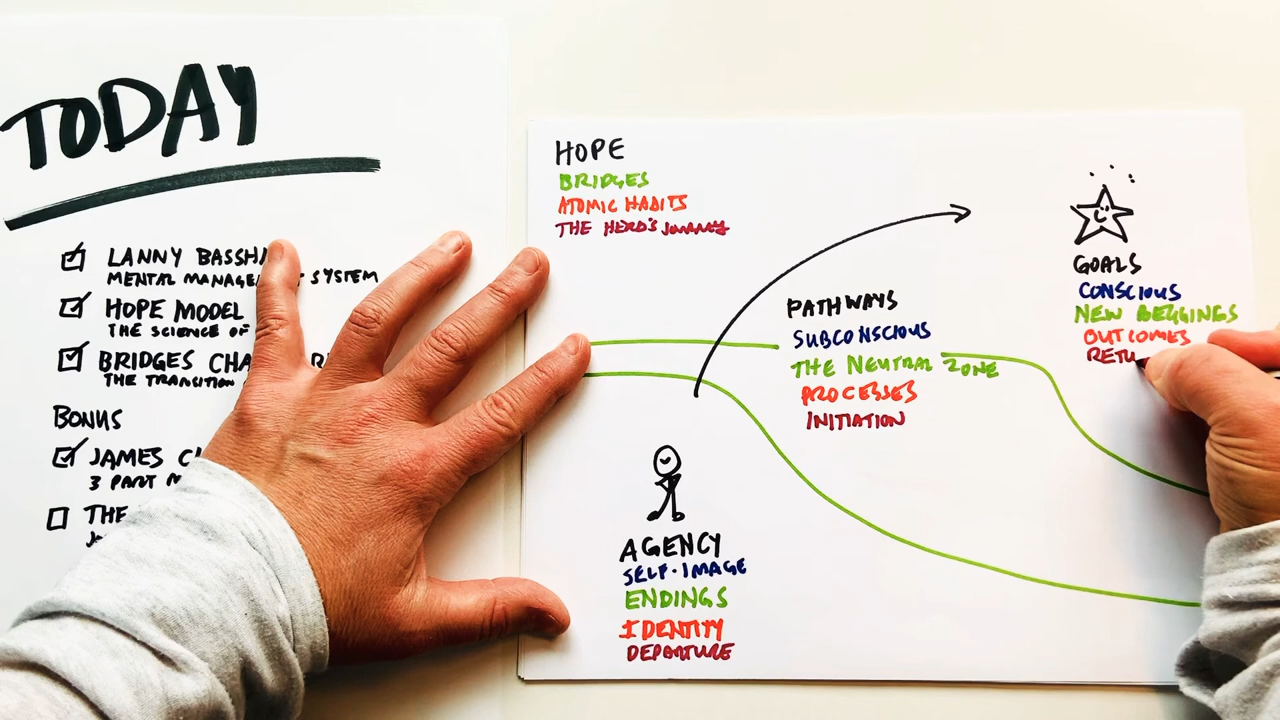 TODAY
LANNY BASSH
MENTAL MANAGE SYSTEM
HOPE MODEL
THE SCIENCE OF
BRIDGES CHA R
THE TRANSITION
BONUS
JAMES C
3 PART M
THE
HOPE
BRIDGES
ATOMIC HABITS
THE HERO'S JOURNEY
PATHWAYS
SUBCONSCIOUS
THE NEUTRAL ZONE
PROCESSES
INITIATION
AGENCY
SELF-IMAGE
ENDINGS
IDENTITY
DEPARTURE
GOALS
CONSCIOUS
NEW BEGGINGS
OUTCOMES
RETU